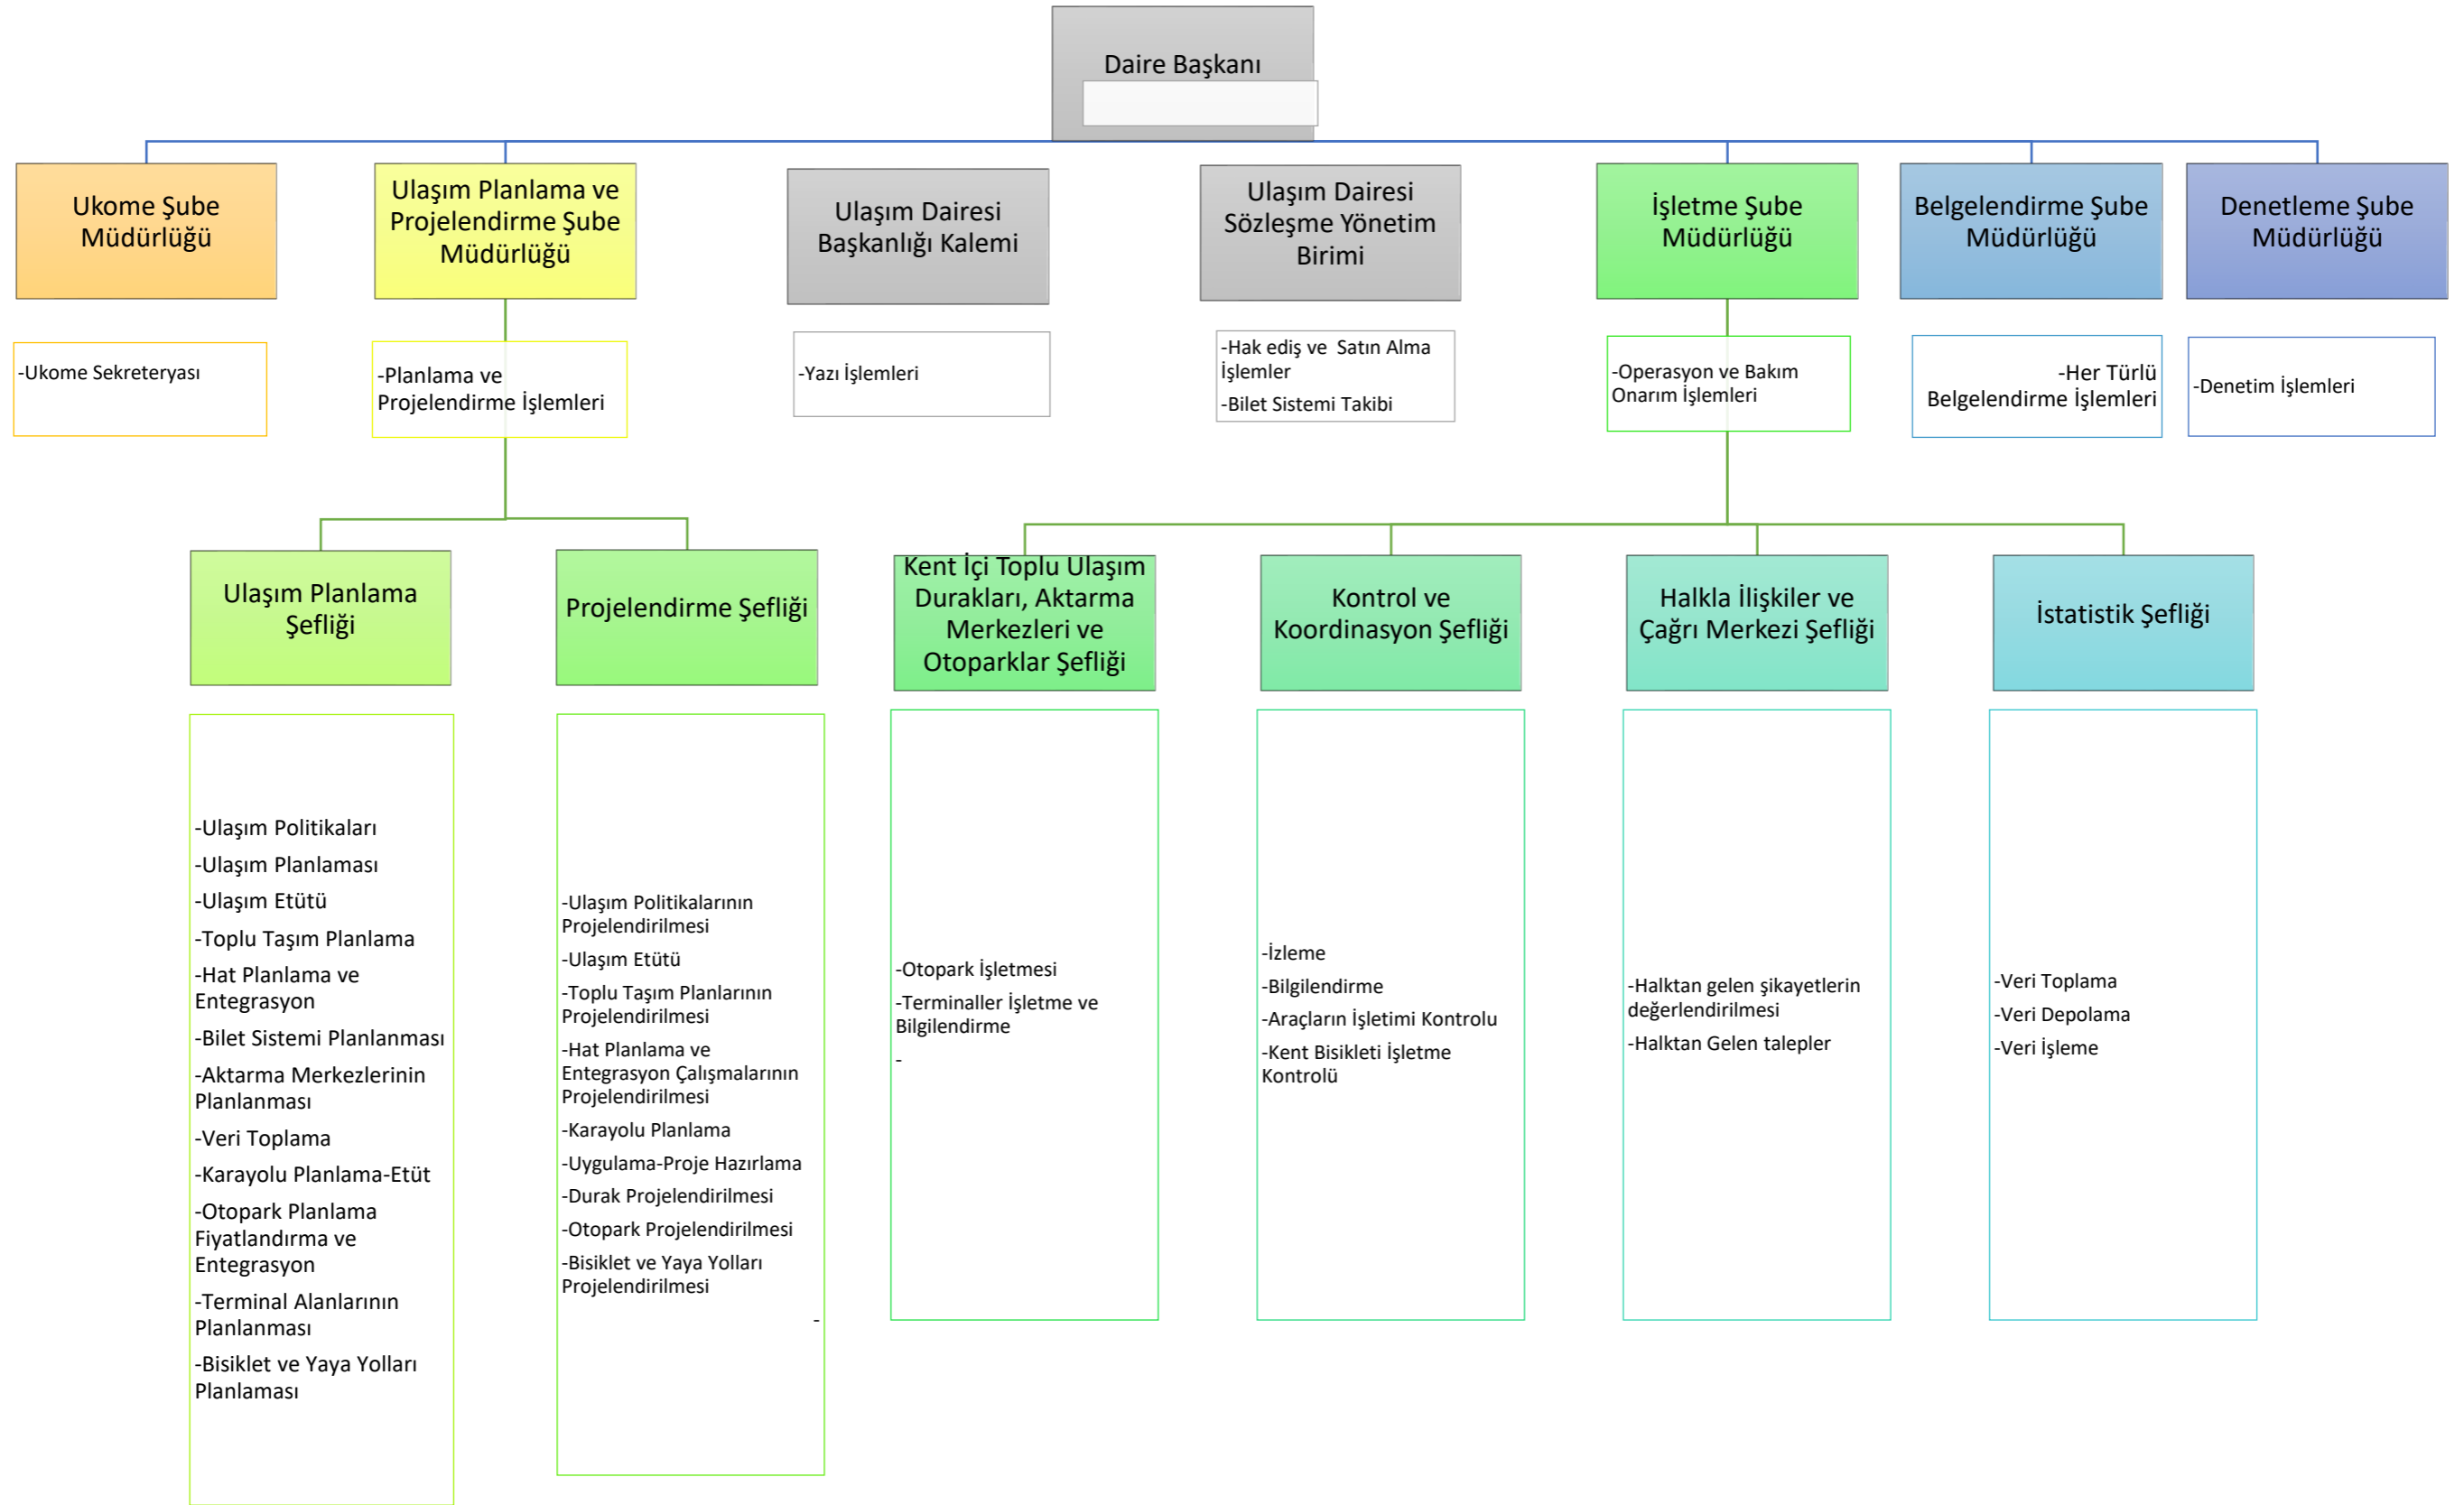 Daire Başkanı
Ukome Şube
Müdürlüğü
Ulaşım Planlama ve
Projelendirme Şube
Müdürlüğü
Ulaşım Dairesi
Başkanlığı Kalemi
Ulaşım Dairesi
Sözleşme Yönetim
Birimi
İşletme Şube
Müdürlüğü
Belgelendirme Şube
Müdürlüğü
Denetleme Şube
Müdürlüğü
-Ukome Sekreteryası
-Planlama ve
Projelendirme İşlemleri
-Yazı İşlemleri
-Hak ediş ve  Satın Alma
İşlemler
-Bilet Sistemi Takibi
-Operasyon ve Bakım
Onarım İşlemleri
-Her Türlü
Belgelendirme İşlemleri
-Denetim İşlemleri
Ulaşım Planlama
Şefliği
Projelendirme Şefliği
Kent İçi Toplu Ulaşım
Durakları, Aktarma
Merkezleri ve
Otoparklar Şefliği
Kontrol ve
Koordinasyon Şefliği
Halkla İlişkiler ve
Çağrı Merkezi Şefliği
İstatistik Şefliği
-Ulaşım Politikaları
-Ulaşım Planlaması
-Ulaşım Etütü
-Toplu Taşım Planlama
-Hat Planlama ve
Entegrasyon
-Bilet Sistemi Planlanması
-Aktarma Merkezlerinin
Planlanması
-Veri Toplama
-Karayolu Planlama-Etüt
-Otopark Planlama
Fiyatlandırma ve
Entegrasyon
-Terminal Alanlarının
Planlanması
-Bisiklet ve Yaya Yolları
Planlaması
-Ulaşım Politikalarının
Projelendirilmesi
-Ulaşım Etütü
-Toplu Taşım Planlarının
Projelendirilmesi
-Hat Planlama ve
Entegrasyon Çalışmalarının
Projelendirilmesi
-Karayolu Planlama
-Uygulama-Proje Hazırlama
-Durak Projelendirilmesi
-Otopark Projelendirilmesi
-Bisiklet ve Yaya Yolları
Projelendirilmesi
-
-Otopark İşletmesi
-Terminaller İşletme ve
Bilgilendirme
-
-İzleme
-Bilgilendirme
-Araçların İşletimi Kontrolu
-Kent Bisikleti İşletme
Kontrolü
-Halktan gelen şikayetlerin
değerlendirilmesi
-Halktan Gelen talepler
-Veri Toplama
-Veri Depolama
-Veri İşleme